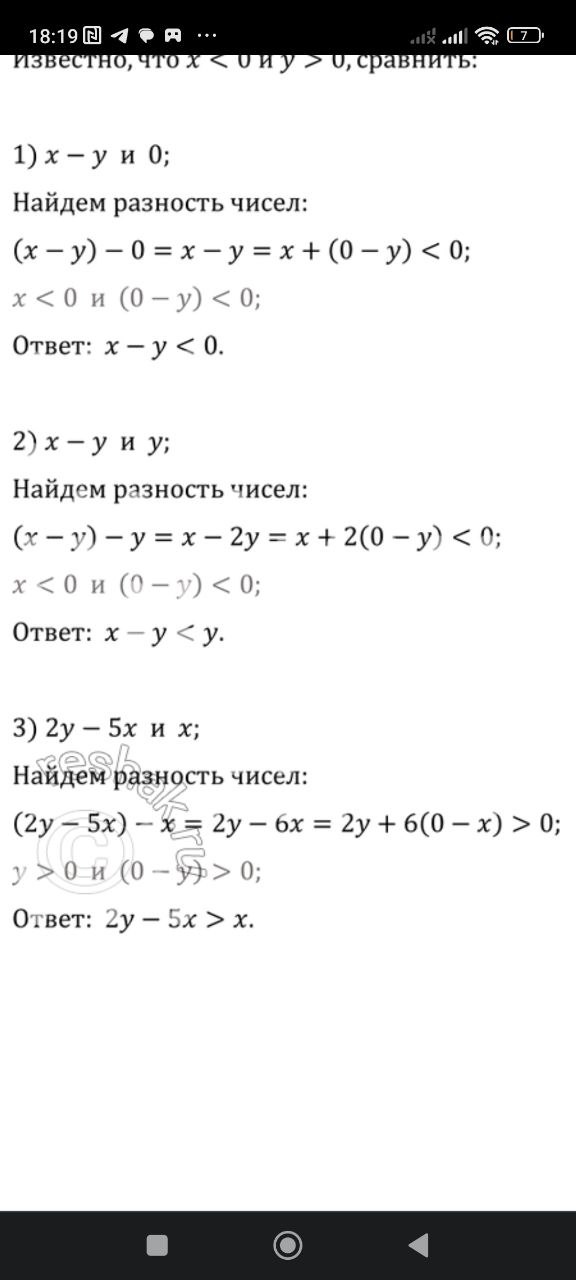 18:19
7
известно, что x < 0 и y > 0, сравнить:
1) x − y и 0;
Найдем разность чисел:
(x − y) − 0 = x − y = x + (0 − y) < 0;
x < 0 и (0 − y) < 0;
Ответ: x − y < 0.
2) x − y и y;
Найдем разность чисел:
(x − y) − y = x − 2y = x + 2(0 − y) < 0;
x < 0 и (0 − y) < 0;
Ответ: x − y < y.
3) 2y − 5x и x;
Найдем разность чисел:
(2y − 5x) − x = 2y − 6x = 2y + 6(0 − x) > 0;
y > 0 и (0 − y) > 0;
Ответ: 2y − 5x > x.
reshak.ru
©